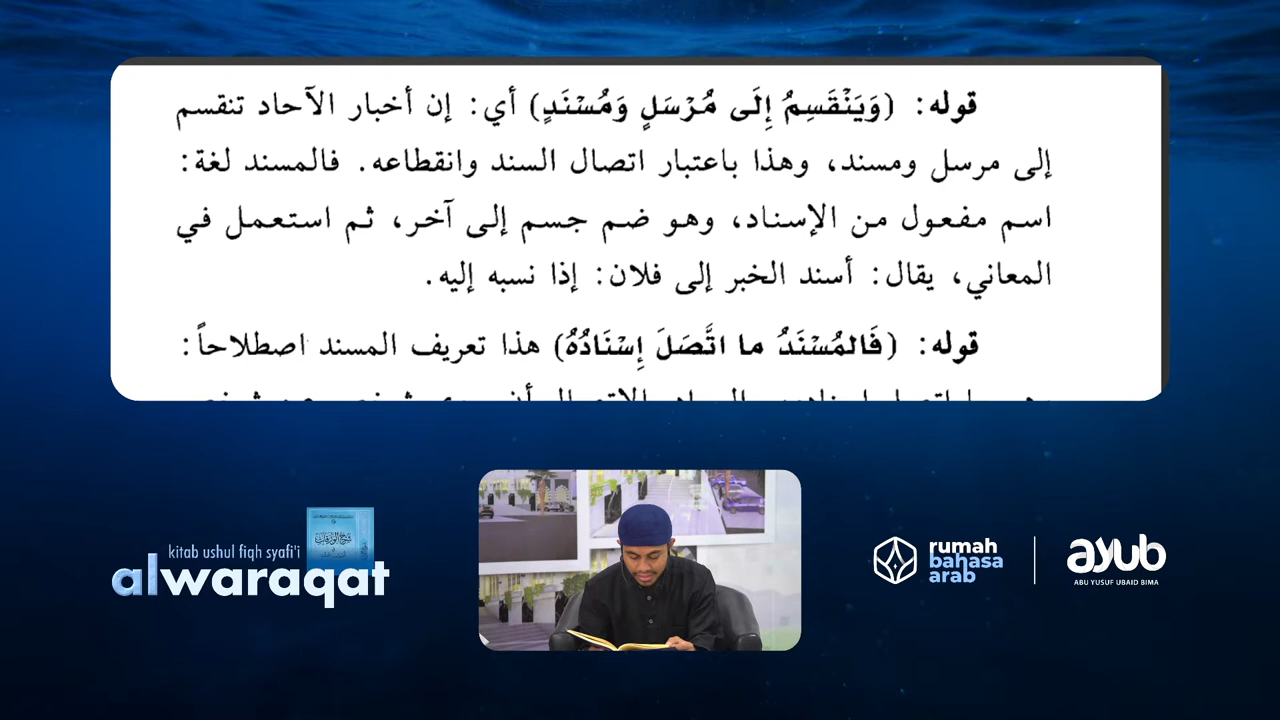 قوله: (وَيَنْقَسِمُ إِلَى مُرْسَلٍ وَمُسْنَدٍ) أي: إن أخبار الآحاد تنقسم
إلى مرسل ومسند، وهذا باعتبار اتصال السند وانقطاعه. فالمسند لغة:
اسم مفعول من الإسناد، وهو ضم جسم إلى آخر، ثم استعمل في
المعاني، يقال: أسند الخبر إلى فلان: إذا نسبه إليه.
قوله: (فَالمُسْنَدُ ما اتَّصَلَ إِسْنَادُهُ) هذا تعريف المسند اصطلاحاً:
kitab ushul fiqh syafi'i
alwaraqat
شرح الورقات
rumah
bahasa
arab
ayub
ABU YUSUF UBAID BIMA